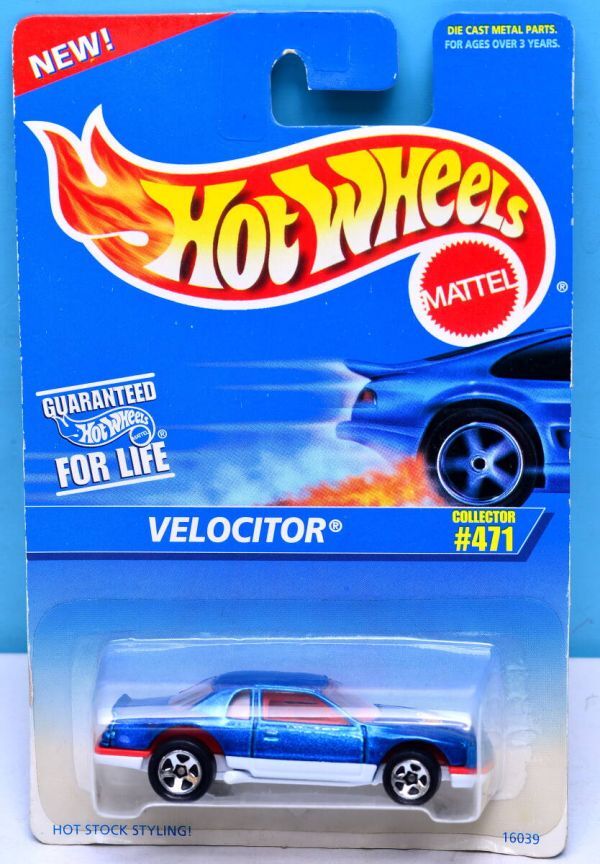 NEW!
DIE CAST METAL PARTS.
FOR AGES OVER 3 YEARS.
HOT WHEELS
MATTEL
®
GUARANTEED
Hot Wheels ®
MATTEL
FOR LIFE
VELOCITOR®
COLLECTOR
#471
HOT STOCK STYLING!
16039